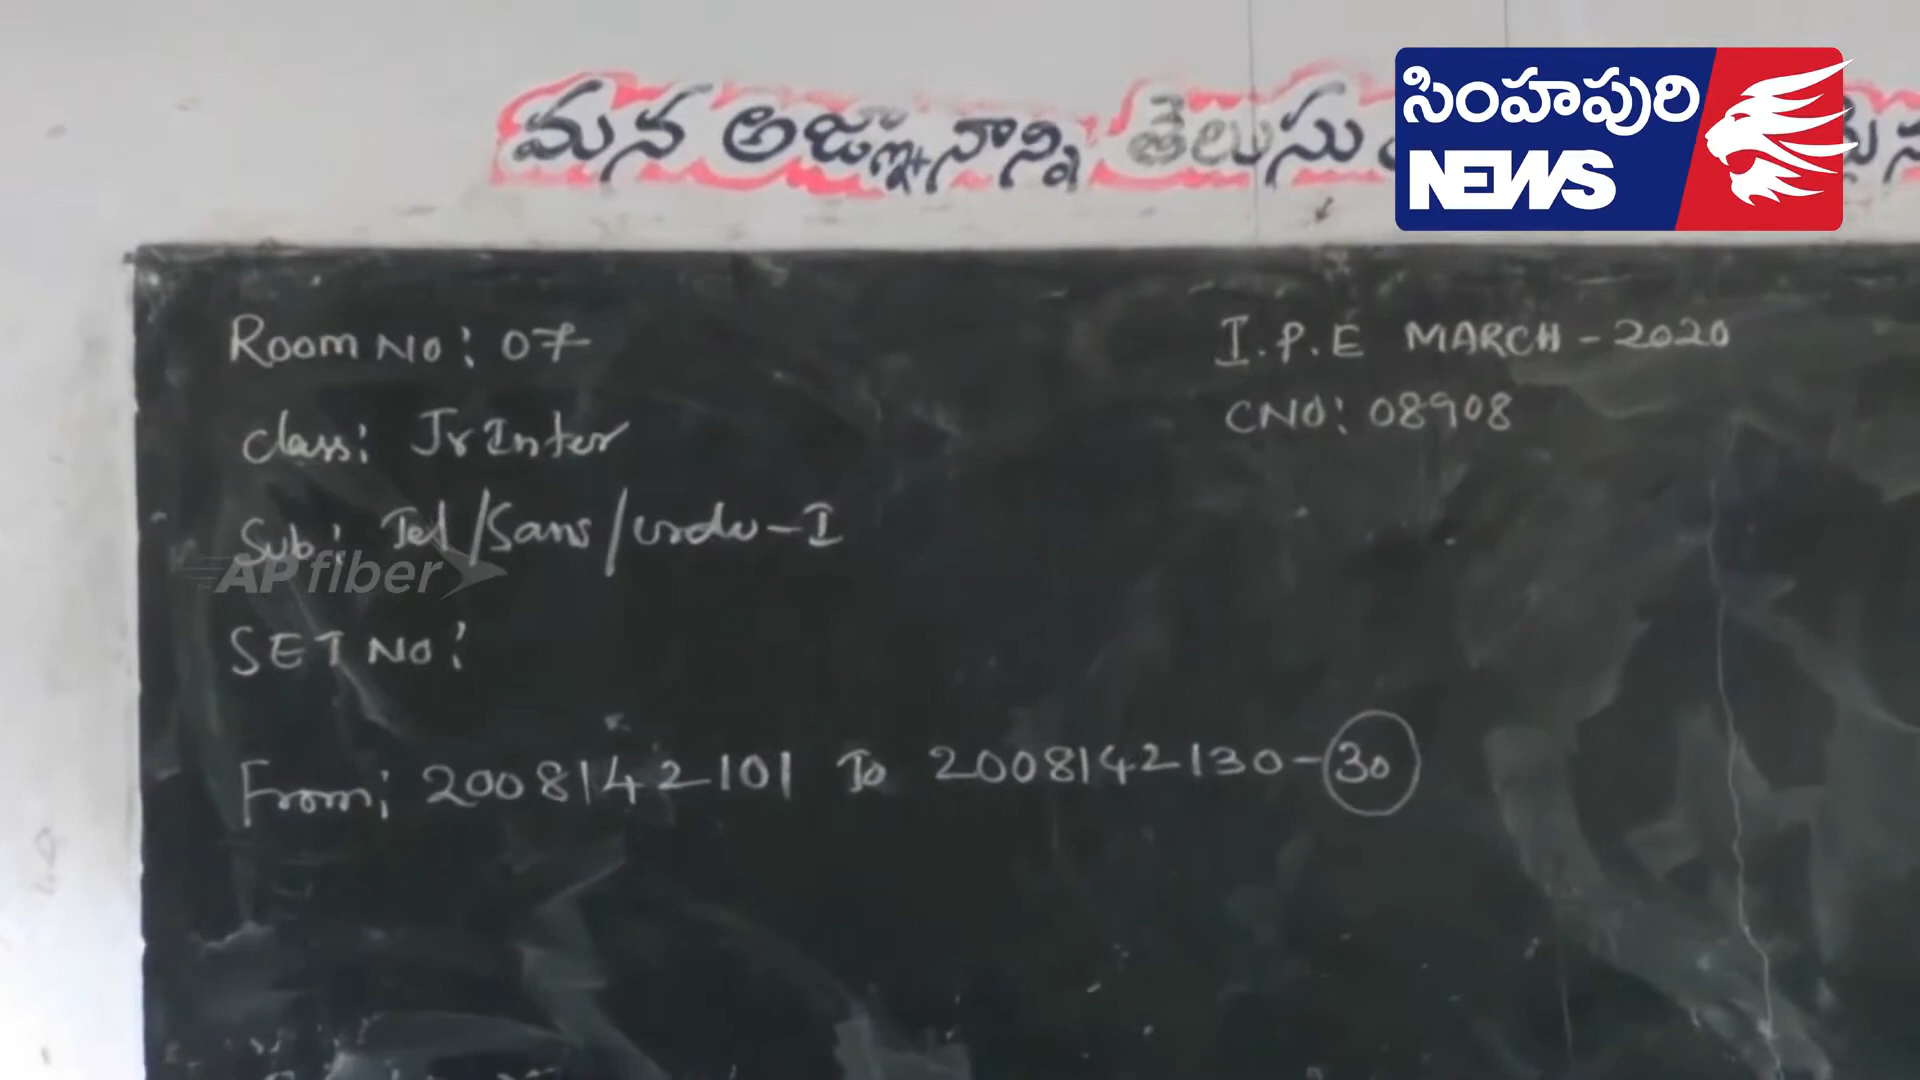 మన అజ్ఞానాన్ని తెలుసు
సింహపురి
NEWS
Room No: 07
I.P.E MARCH - 2020
Class: Jr Inter
CNO: 08908
Sub: Tel/Sans/urdu-I
AP fiber
SET No:
From: 2008142101 To 2008142130-30